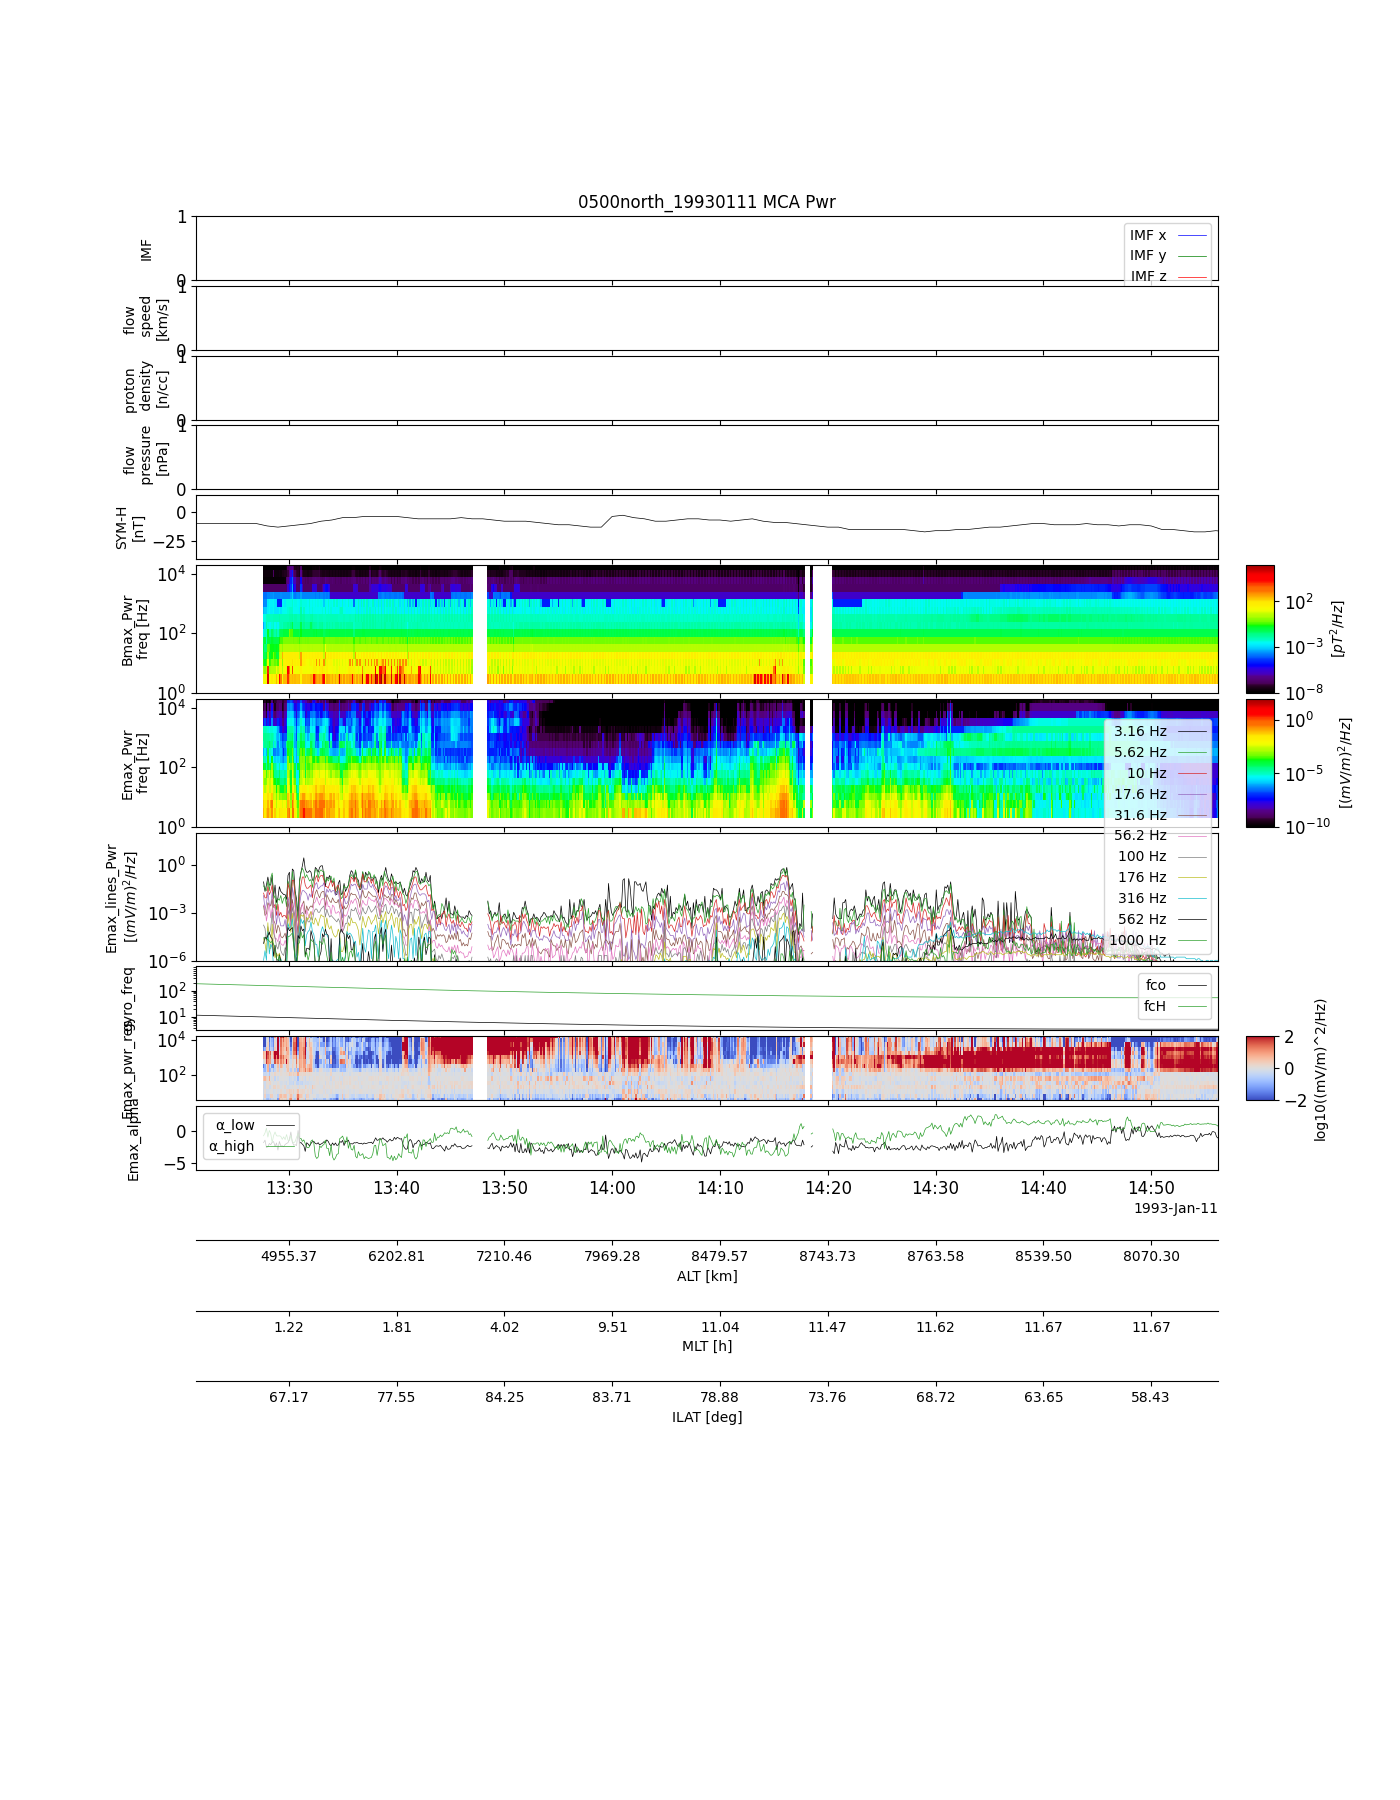 0500north_19930111 MCA Pwr
1
0
IMF
IMF x
IMF y
IMF z
1
0
flow
speed
[km/s]
1
0
proton
density
[n/cc]
1
0
flow
pressure
[nPa]
0
−25
SYM-H
[nT]
10^4
10^2
10^0
Bmax_Pwr
freq [Hz]
10^2
10^-3
10^-8
[pT^2/Hz]
10^4
10^2
10^0
Emax_Pwr
freq [Hz]
10^0
10^-5
10^-10
[(mV/m)^2/Hz]
3.16 Hz
5.62 Hz
10 Hz
17.6 Hz
31.6 Hz
56.2 Hz
100 Hz
176 Hz
316 Hz
562 Hz
1000 Hz
10^0
10^-3
10^-6
Emax_lines_Pwr
[(mV/m)^2/Hz]
10^2
10^1
gyro_freq
fco
fcH
10^4
10^2
Emax_pwr_reg
2
0
−2
log10((mV/m)^2/Hz)
0
−5
Emax_alpha
α_low
α_high
13:30 13:40 13:50 14:00 14:10 14:20 14:30 14:40 14:50
1993-Jan-11
4955.37 6202.81 7210.46 7969.28 8479.57 8743.73 8763.58 8539.50 8070.30
ALT [km]
1.22 1.81 4.02 9.51 11.04 11.47 11.62 11.67 11.67
MLT [h]
67.17 77.55 84.25 83.71 78.88 73.76 68.72 63.65 58.43
ILAT [deg]